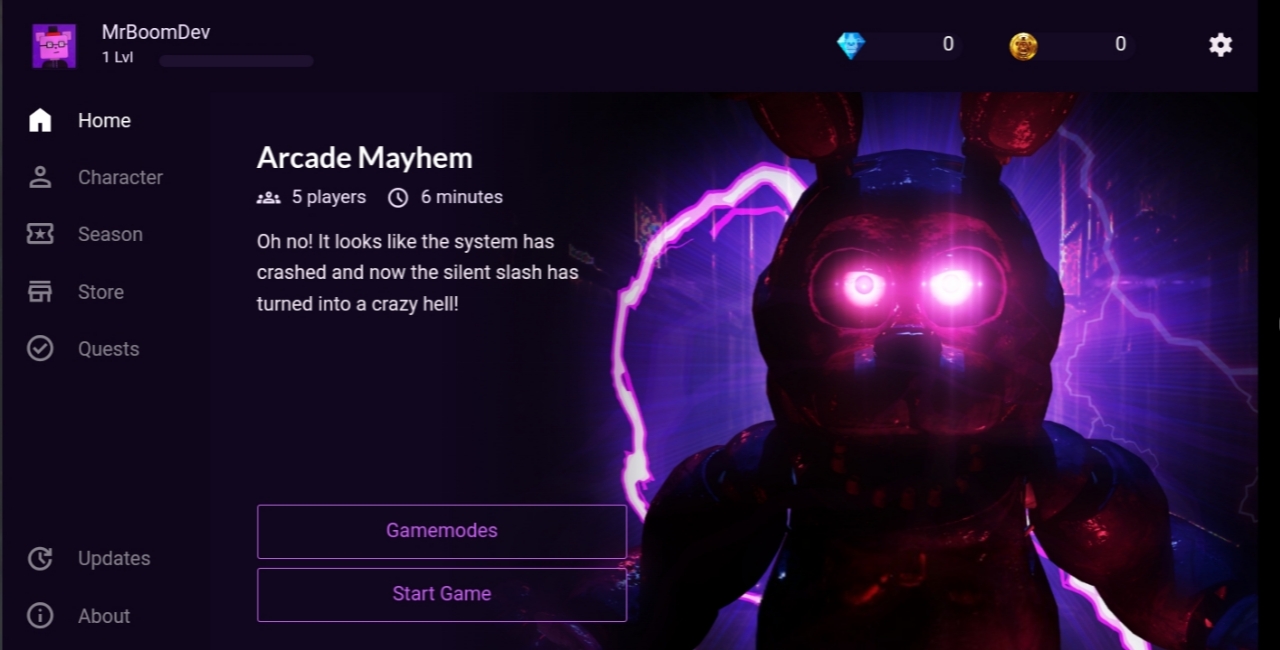 MrBoomDev
1 Lvl
0
0
Home
Character
Season
Store
Quests
Updates
About
Arcade Mayhem
5 players
6 minutes
Oh no! It looks like the system has
crashed and now the silent slash has
turned into a crazy hell!
Gamemodes
Start Game